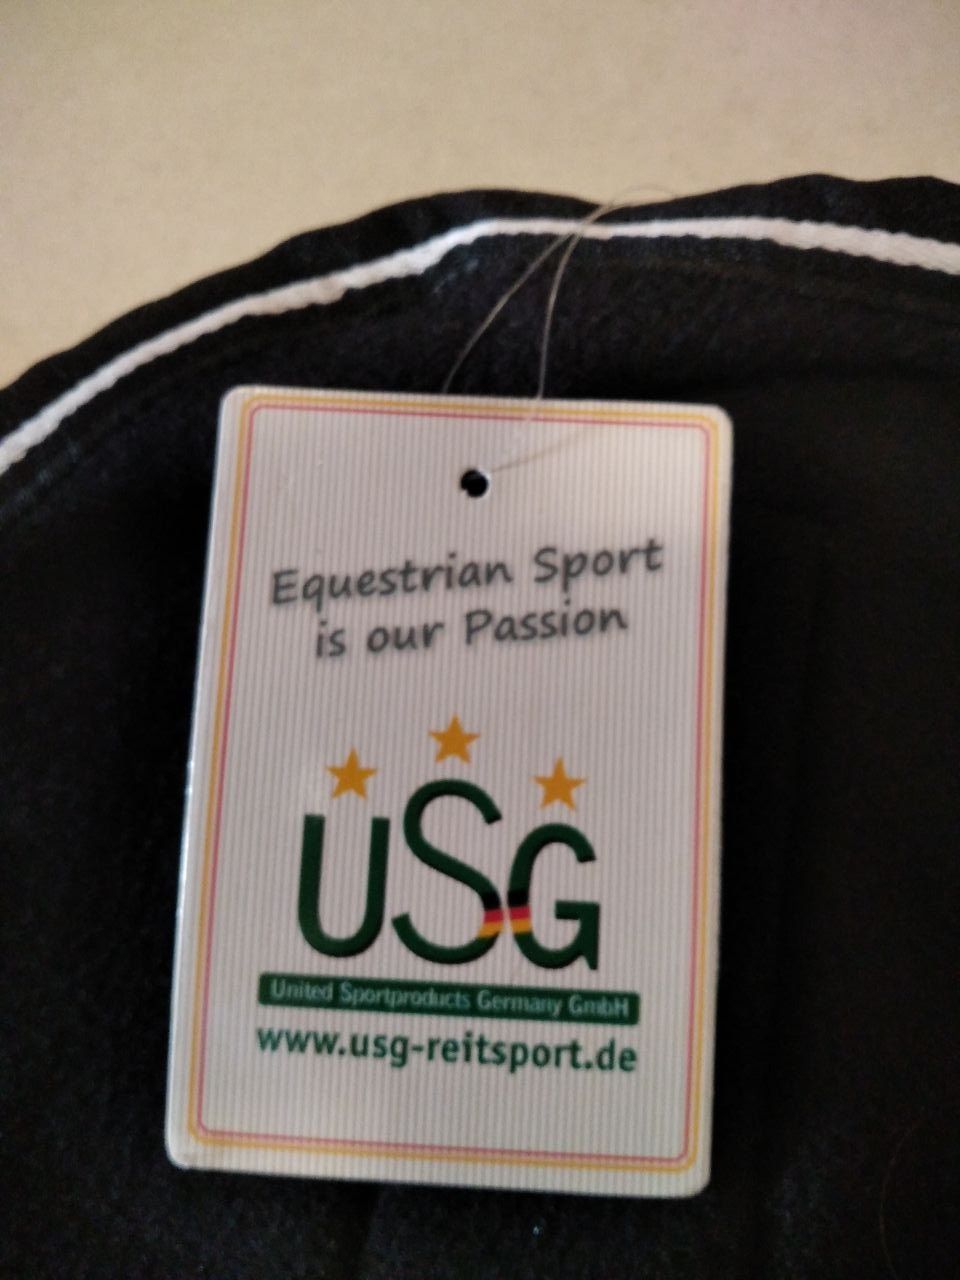 Equestrian Sport
is our Passion
USG
United Sportproducts Germany GmbH
www.usg-reitsport.de